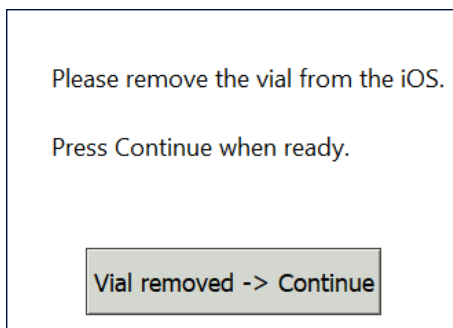 Please remove the vial from the iOS.
Press Continue when ready.
Vial removed -> Continue